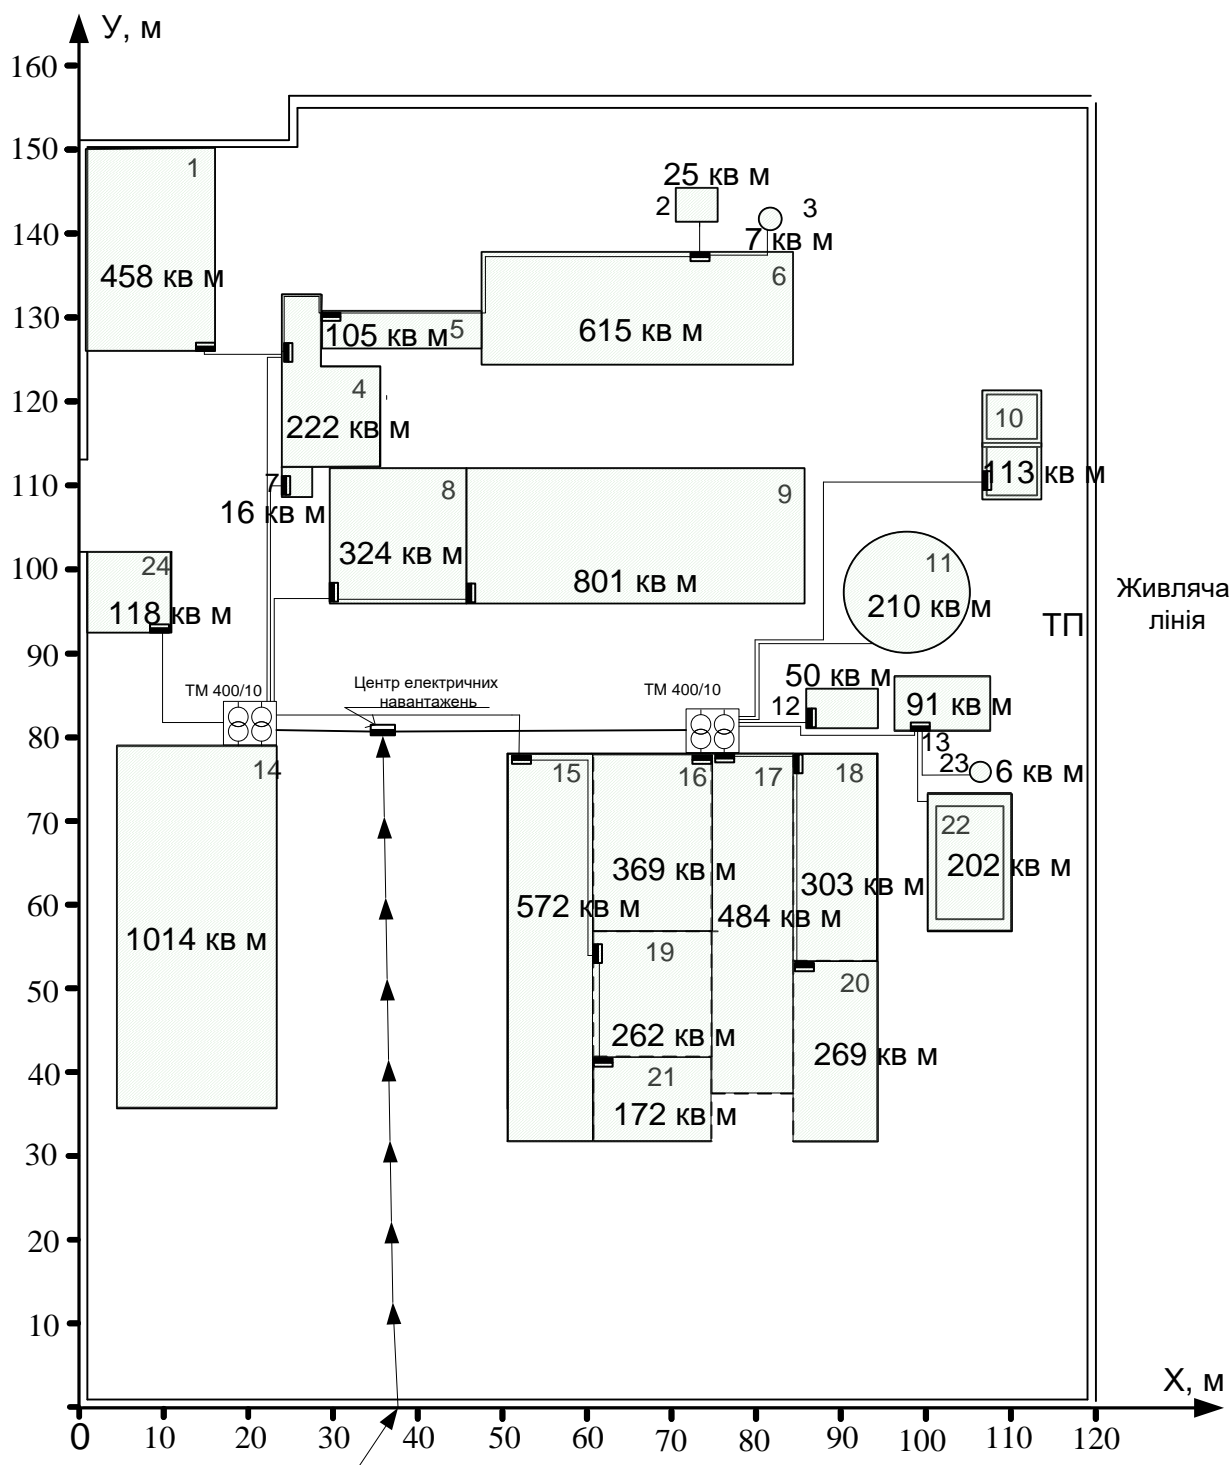 У, м
160
150
140
130
120
110
100
90
80
70
60
50
40
30
20
10
1
458 кв м
25 кв м
2
3
7 кв м
6
615 кв м
105 кв м
5
4
222 кв м
7
16 кв м
8
324 кв м
9
801 кв м
10
113 кв м
11
210 кв м
24
118 кв м
Живляча
лінія
ТП
ТМ 400/10
Центр електричних
навантажень
ТМ 400/10
50 кв м
12
91 кв м
13
23
6 кв м
14
1014 кв м
15
572 кв м
16
369 кв м
17
484 кв м
18
303 кв м
22
202 кв м
19
262 кв м
20
269 кв м
21
172 кв м
Х, м
0
10
20
30
40
50
60
70
80
90
100
110
120